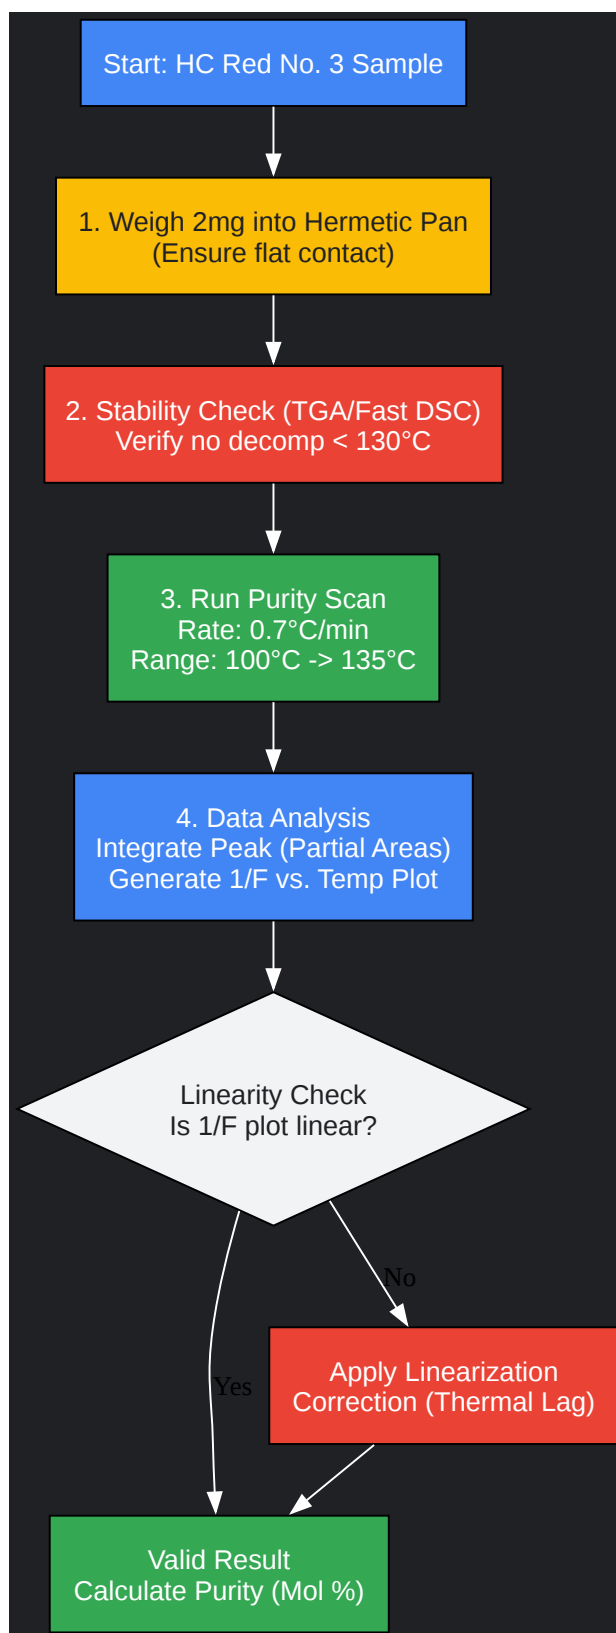 Start: HC Red No. 3 Sample
1. Weigh 2mg into Hermetic Pan
(Ensure flat contact)
2. Stability Check (TGA/Fast DSC)
Verify no decomp < 130°C
3. Run Purity Scan
Rate: 0.7°C/min
Range: 100°C -> 135°C
4. Data Analysis
Integrate Peak (Partial Areas)
Generate 1/F vs. Temp Plot
Linearity Check
Is 1/F plot linear?
No
Apply Linearization
Correction (Thermal Lag)
Yes
Valid Result
Calculate Purity (Mol %)